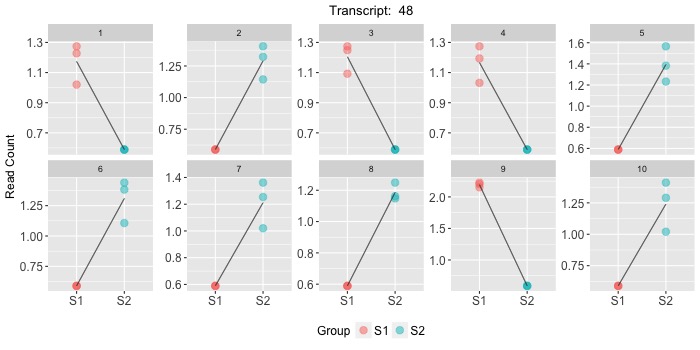 Transcript: 48
Read Count
1 2 3 4 5
1.3 1.1 0.9 0.7
1.25 1.00 0.75
1.3 1.1 0.9 0.7
1.3 1.1 0.9 0.7
1.6 1.4 1.2 1.0 0.8 0.6
6 7 8 9 10
1.25 1.00 0.75
1.4 1.2 1.0 0.8 0.6
1.2 1.0 0.8 0.6
2.0 1.5 1.0
1.25 1.00 0.75
S1 S2 S1 S2 S1 S2 S1 S2 S1 S2
Group S1 S2